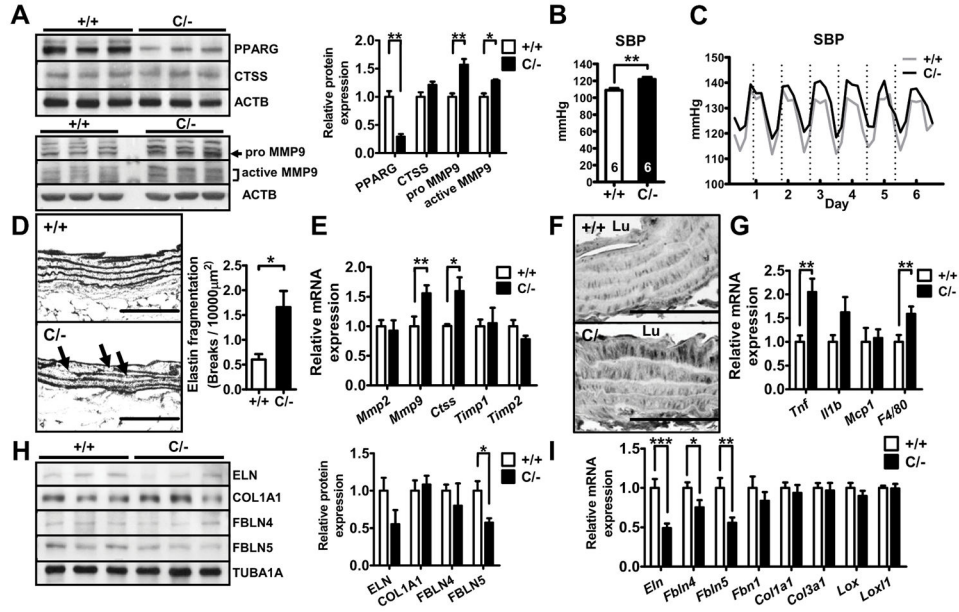 A
+/+ C/-
PPARG
CTSS
ACTB
+/+ C/-
pro MMP9
active MMP9
ACTB
Relative protein
expression
2.0
1.5
1.0
0.5
0.0
** ** *
+/+
C/-
PPARG
CTSS
pro MMP9
active MMP9
B
SBP
**
mmHg
200
150
100
50
0
6 6
+/+ C/-
C
SBP
+/+
C/-
mmHg
140
130
120
110
100
1 2 3 4 5 6
Day
D
+/+
C/-
Elastin fragmentation
(Breaks / 10000µm²)
2.5
2.0
1.5
1.0
0.5
0.0
*
+/+
C/-
E
Relative mRNA
expression
2.0
1.5
1.0
0.5
0.0
** *
+/+
C/-
Mmp2
Mmp9
Ctss
Timp1
Timp2
F
+/+ Lu
C/- Lu
G
Relative mRNA
expression
2.5
2.0
1.5
1.0
0.5
0.0
** **
+/+
C/-
Tnf
Il1b
Mcp1
F4/80
H
+/+ C/-
ELN
COL1A1
FBLN4
FBLN5
TUBA1A
Relative protein
expression
1.5
1.0
0.5
0.0
*
+/+
C/-
ELN
COL1A1
FBLN4
FBLN5
I
Relative mRNA
expression
1.5
1.0
0.5
0.0
*** * **
+/+
C/-
Eln
Fbln4
Fbln5
Fbn1
Col1a1
Col3a1
Lox
Loxl1